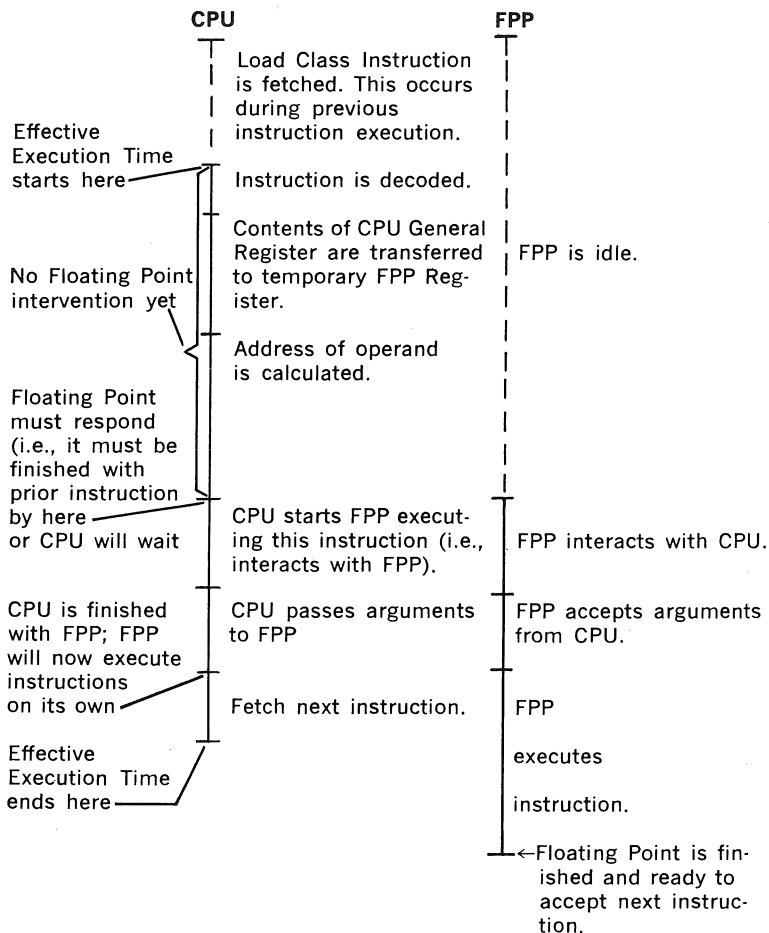 CPU
FPP
Load Class Instruction
is fetched. This occurs
during previous
instruction execution.
Effective
Execution Time
starts here
Instruction is decoded.
Contents of CPU General
Register are transferred
to temporary FPP Reg-
ister.
FPP is idle.
No Floating Point
intervention yet
Address of operand
is calculated.
Floating Point
must respond
(i.e., it must be
finished with
prior instruction
by here
or CPU will wait
CPU starts FPP execut-
ing this instruction (i.e.,
interacts with FPP).
FPP interacts with CPU.
CPU is finished
with FPP; FPP
will now execute
instructions
on its own
CPU passes arguments
to FPP
FPP accepts arguments
from CPU.
Fetch next instruction.
FPP
executes
instruction.
Effective
Execution Time
ends here
←Floating Point is fin-
ished and ready to
accept next instruc-
tion.